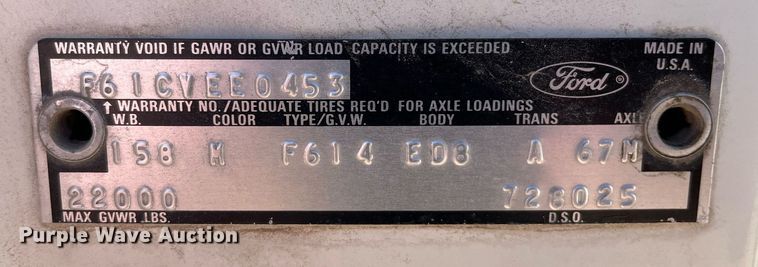 WARRANTY VOID IF GAWR OR GVWR LOAD CAPACITY IS EXCEEDED
MADE IN
U.S.A.
F61CVEE0453
Ford
WARRANTY NO./ADEQUATE TIRES REQ'D FOR AXLE LOADINGS
W.B. COLOR TYPE/G.V.W. BODY TRANS AXLE
158 M F614 ED8 A 67M
22000 728025
MAX GVWR LBS. D.S.O.
Purple Wave Auction